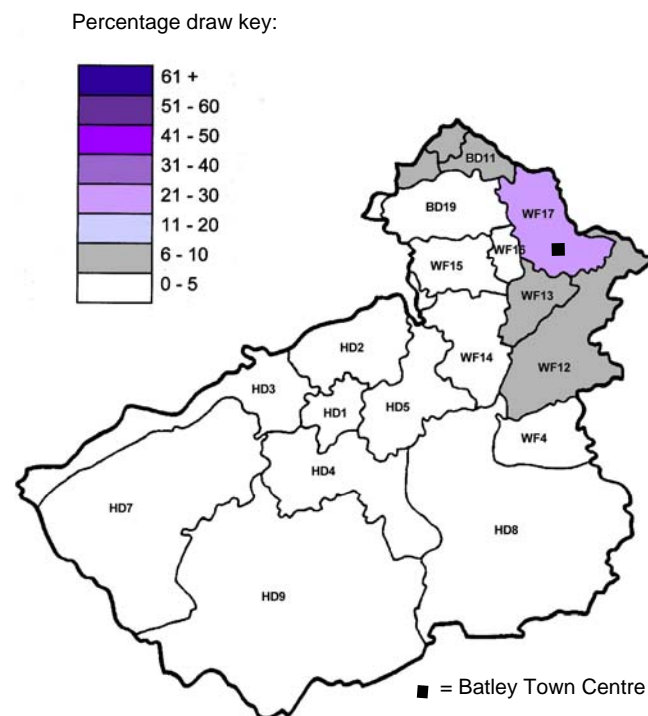 Percentage draw key:
61 +
51 - 60
41 - 50
31 - 40
21 - 30
11 - 20
6 - 10
0 - 5
BD11
BD19
WF17
WF16
WF15
WF13
HD2
WF14
WF12
HD3
HD1
HD5
WF4
HD4
HD7
HD8
HD9
= Batley Town Centre